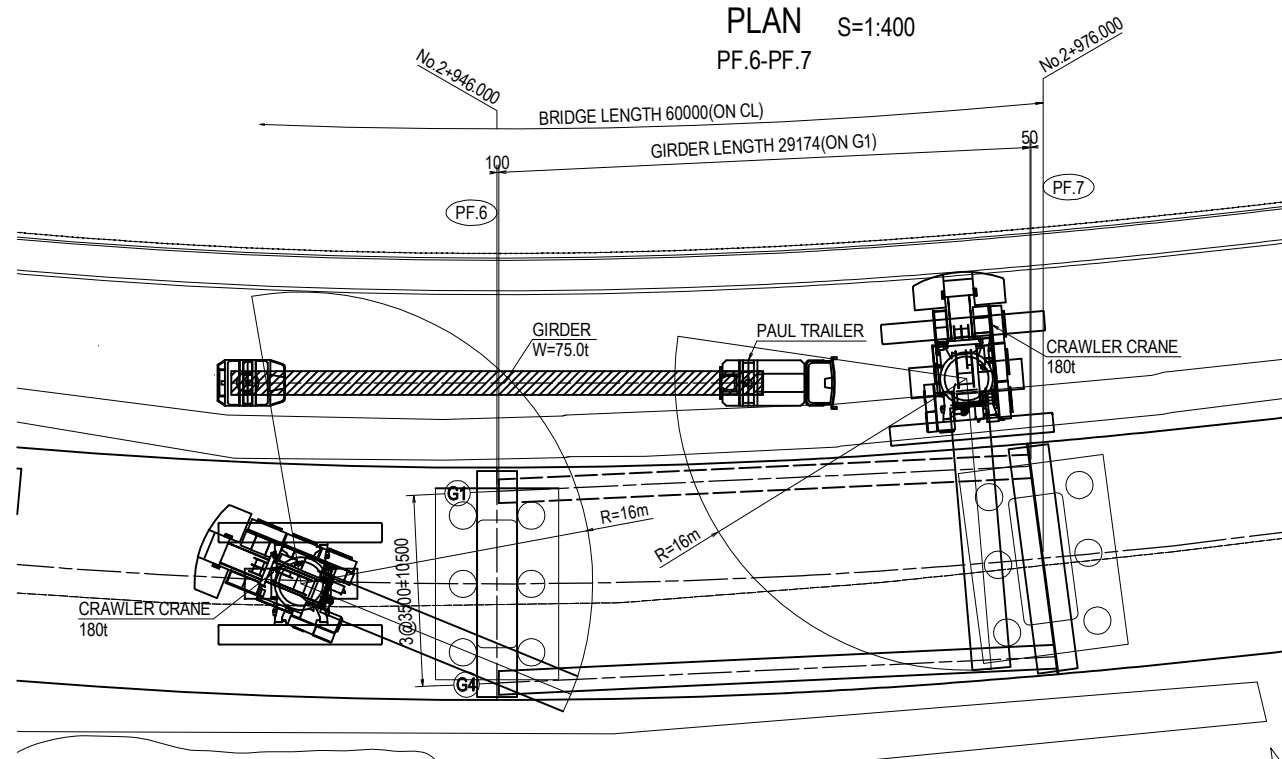 PLAN S=1:400
PF.6-PF.7
No.2+946.000
No.2+976.000
BRIDGE LENGTH 60000(ON CL)
GIRDER LENGTH 29174(ON G1)
100
50
PF.6
PF.7
GIRDER
W=75.0t
PAUL TRAILER
CRAWLER CRANE
180t
G1
R=16m
R=16m
3@3500=10500
CRAWLER CRANE
180t
G4